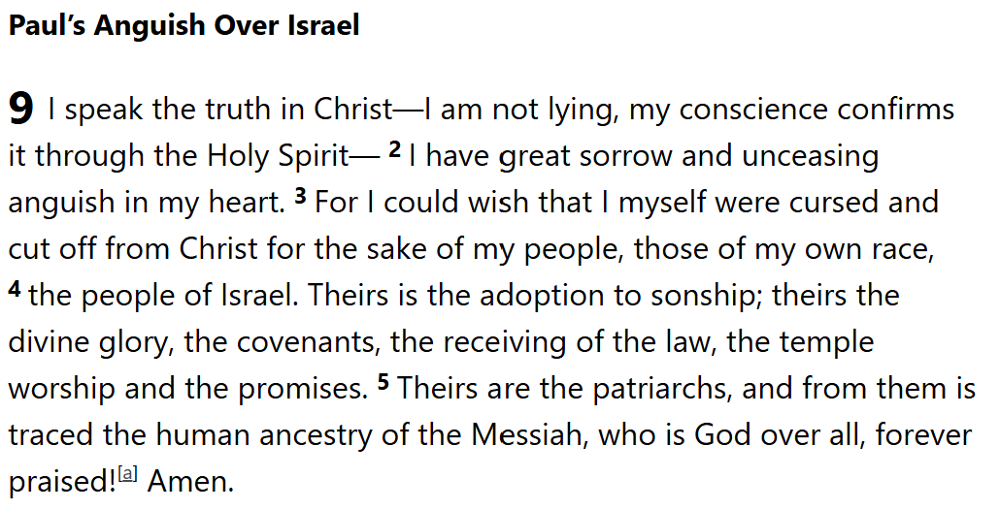 Paul’s Anguish Over Israel
9 I speak the truth in Christ—I am not lying, my conscience confirms
it through the Holy Spirit— 2 I have great sorrow and unceasing
anguish in my heart. 3 For I could wish that I myself were cursed and
cut off from Christ for the sake of my people, those of my own race,
4 the people of Israel. Theirs is the adoption to sonship; theirs the
divine glory, the covenants, the receiving of the law, the temple
worship and the promises. 5 Theirs are the patriarchs, and from them is
traced the human ancestry of the Messiah, who is God over all, forever
praised![a] Amen.